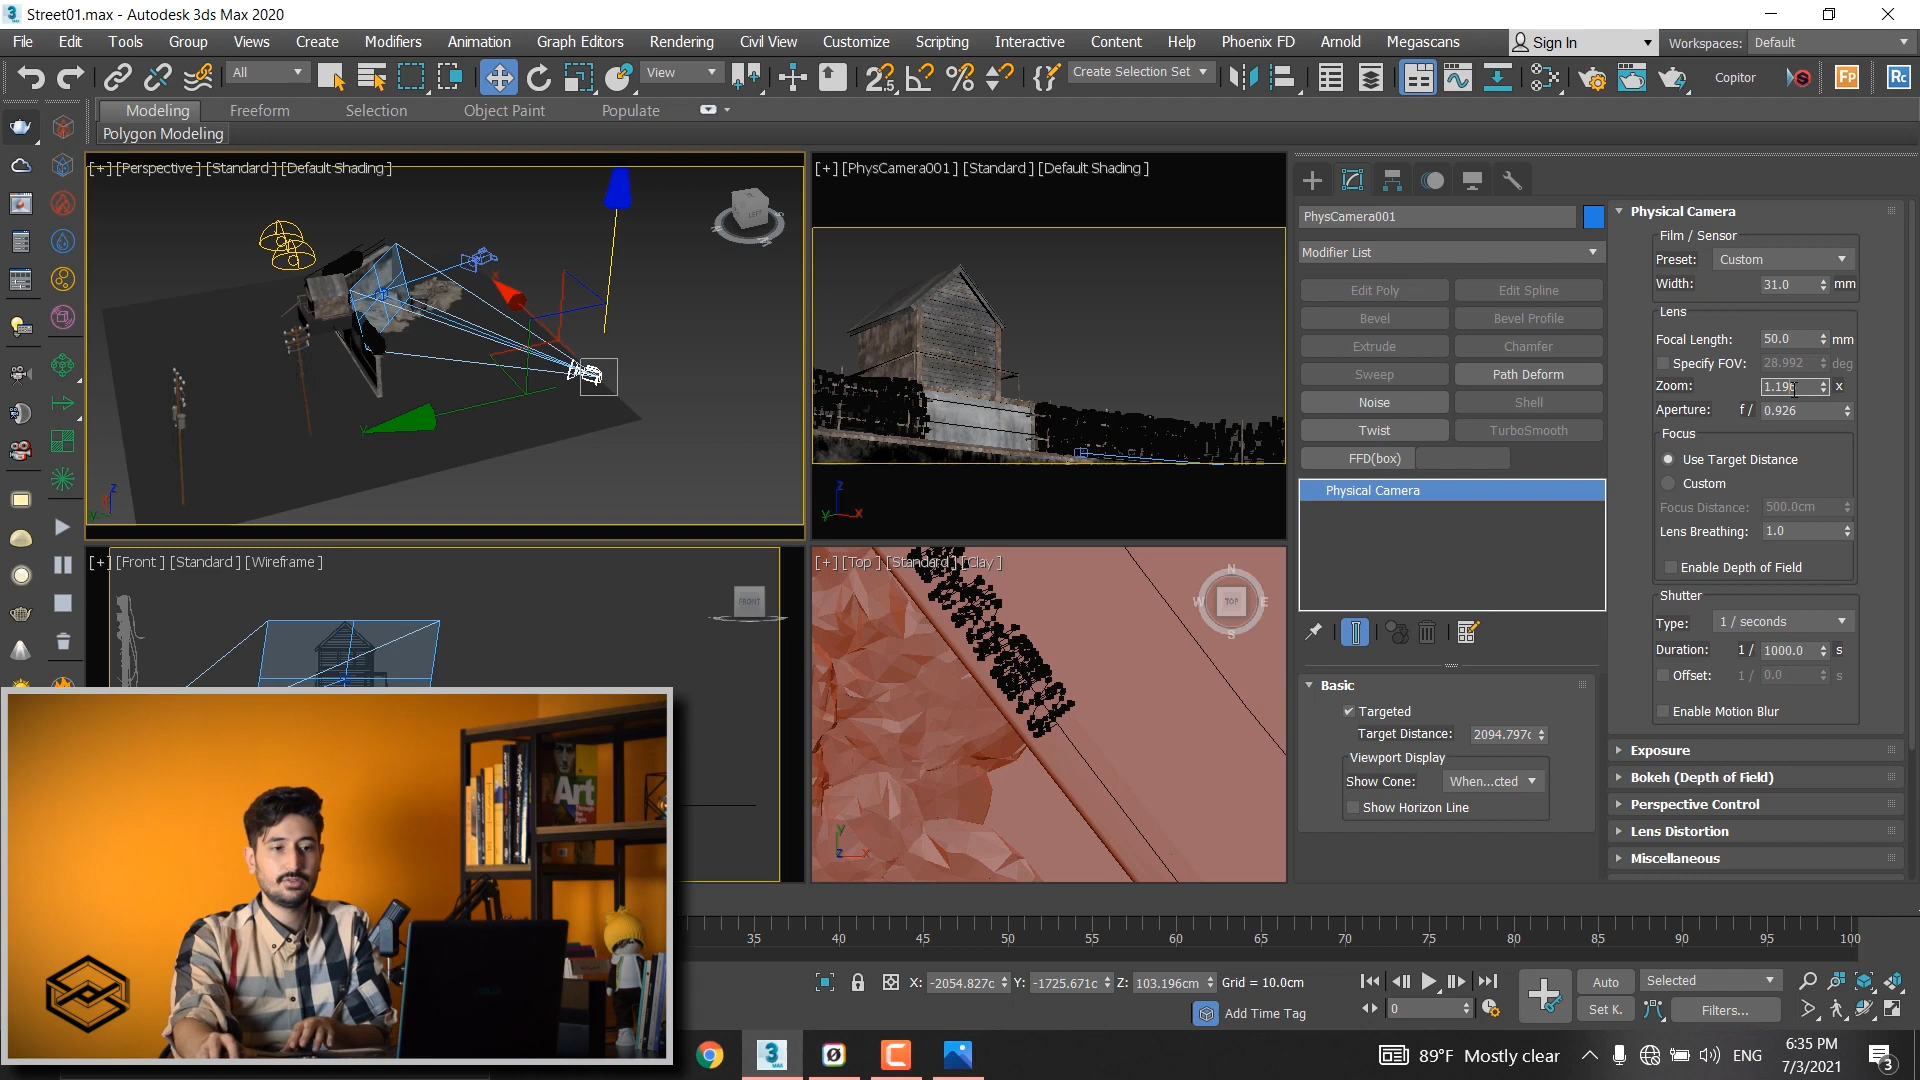 Street01.max - Autodesk 3ds Max 2020
File Edit Tools Group Views Create Modifiers Animation Graph Editors Rendering Civil View Customize Scripting Interactive Content Help Phoenix FD Arnold Megascans
Sign In
Workspaces: Default
All
View
Create Selection Set
Copitor
Fp
Rc
Modeling Freeform Selection Object Paint Populate
Polygon Modeling
[+] [Perspective] [Standard] [Default Shading]
LEFT
[+] [PhysCamera001] [Standard] [Default Shading]
[+] [Front] [Standard] [Wireframe]
FRONT
[+] [Top] [Standard] [Clay]
N
W TOP E
S
PhysCamera001
Modifier List
Edit Poly Edit Spline
Bevel Bevel Profile
Extrude Chamfer
Sweep Path Deform
Noise Shell
Twist TurboSmooth
FFD(box)
Physical Camera
Basic
Targeted
Target Distance: 2094.797c
Viewport Display
Show Cone: When...cted
Show Horizon Line
Physical Camera
Film / Sensor
Preset: Custom
Width: 31.0 mm
Lens
Focal Length: 50.0 mm
Specify FOV: 28.992 deg
Zoom: x
Aperture: f / 0.926
Focus
Use Target Distance
Custom
Focus Distance: 500.0cm
Lens Breathing: 1.0
Enable Depth of Field
Shutter
Type: 1 / seconds
Duration: 1 / 1000.0 s
Offset: 1 / 0.0 s
Enable Motion Blur
Exposure
Bokeh (Depth of Field)
Perspective Control
Lens Distortion
Miscellaneous
Art
35 40 45 50 55 60 65 70 75 80 85 90 95 100
X: -2054.827c Y: -1725.671c Z: 103.196cm Grid = 10.0cm
Add Time Tag
0
Auto Selected
Set K. Filters...
89°F Mostly clear
ENG
6:35 PM
7/3/2021
3